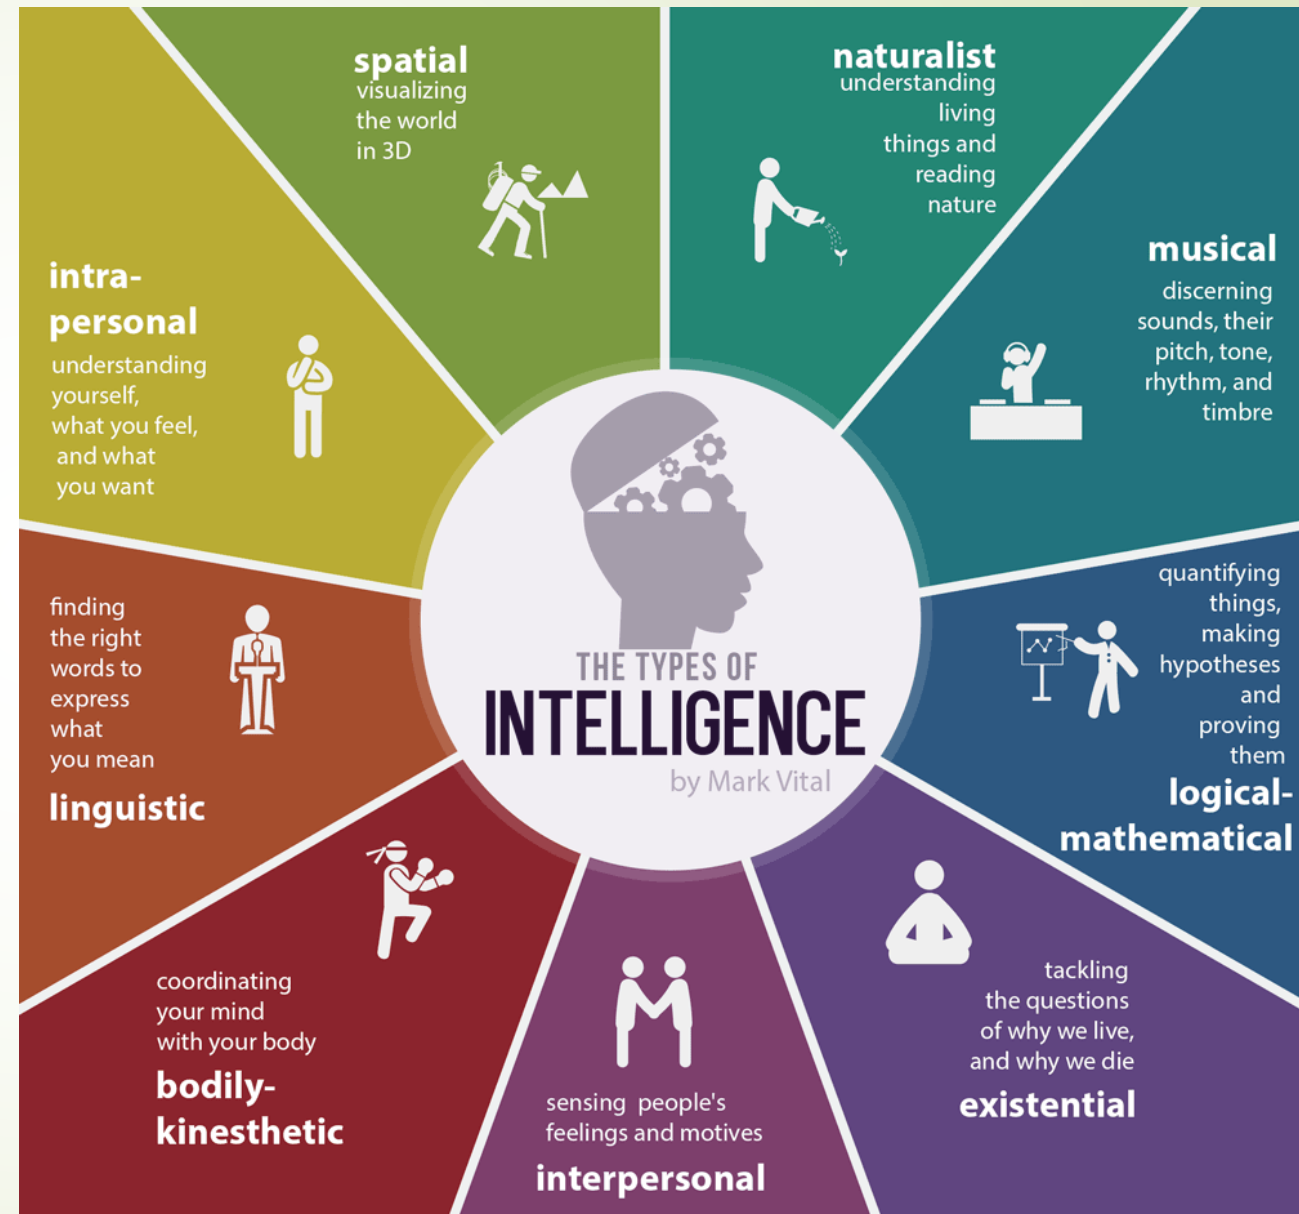 spatial
visualizing
the world
in 3D
naturalist
understanding
living
things and
reading
nature
musical
discerning
sounds, their
pitch, tone,
rhythm, and
timbre
quantifying
things,
making
hypotheses
and
proving
them
logical-
mathematical
tackling
the questions
of why we live,
and why we die
existential
sensing people's
feelings and motives
interpersonal
coordinating
your mind
with your body
bodily-
kinesthetic
finding
the right
words to
express
what
you mean
linguistic
intra-
personal
understanding
yourself,
what you feel,
and what
you want
THE TYPES OF
INTELLIGENCE
by Mark Vital